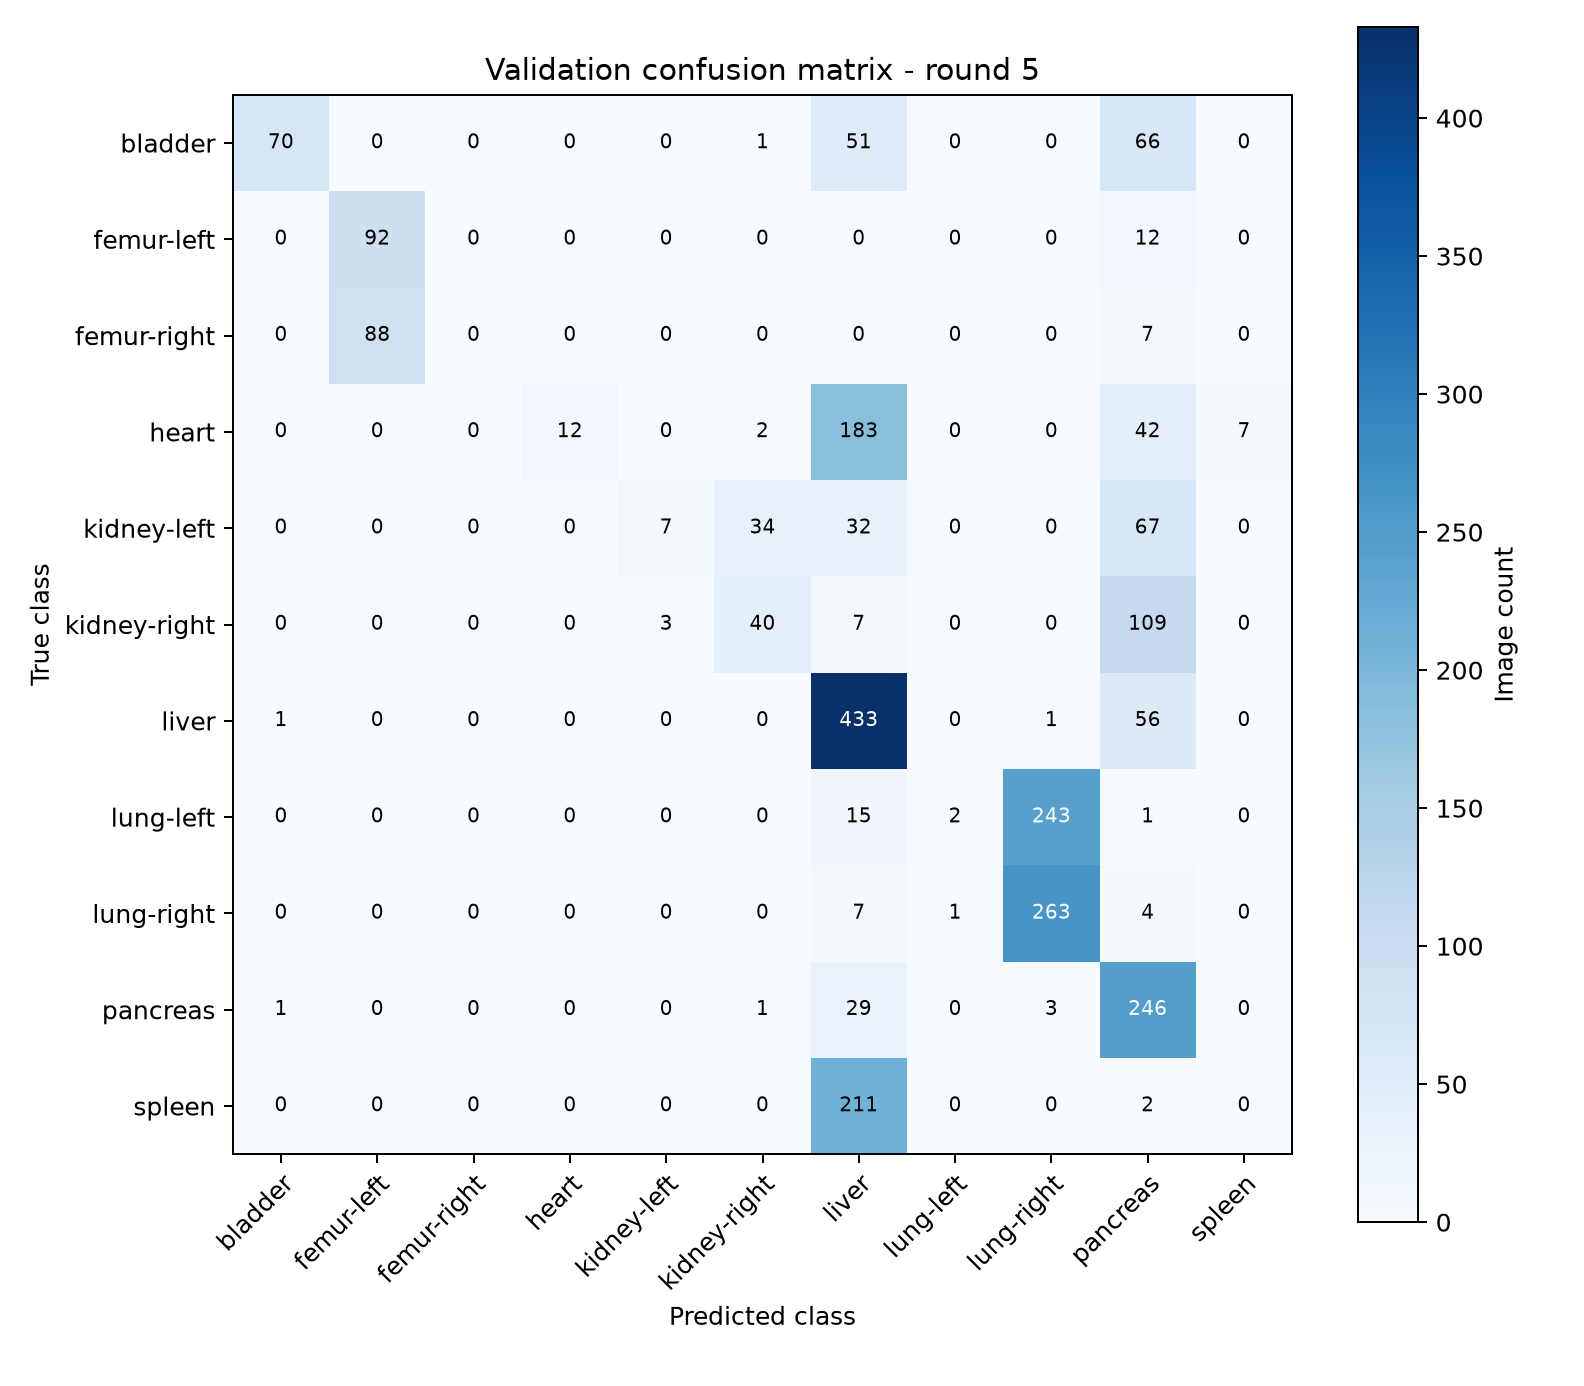 Validation confusion matrix - round 5
bladder 70 0 0 0 0 1 51 0 0 66 0
femur-left 0 92 0 0 0 0 0 0 0 12 0
femur-right 0 88 0 0 0 0 0 0 0 7 0
heart 0 0 0 12 0 2 183 0 0 42 7
kidney-left 0 0 0 0 7 34 32 0 0 67 0
kidney-right 0 0 0 0 3 40 7 0 0 109 0
liver 1 0 0 0 0 0 433 0 1 56 0
lung-left 0 0 0 0 0 0 15 2 243 1 0
lung-right 0 0 0 0 0 0 7 1 263 4 0
pancreas 1 0 0 0 0 1 29 0 3 246 0
spleen 0 0 0 0 0 0 211 0 0 2 0
True class
bladder femur-left femur-right heart kidney-left kidney-right liver lung-left lung-right pancreas spleen
Predicted class
400
350
300
250
200
150
100
50
0
Image count